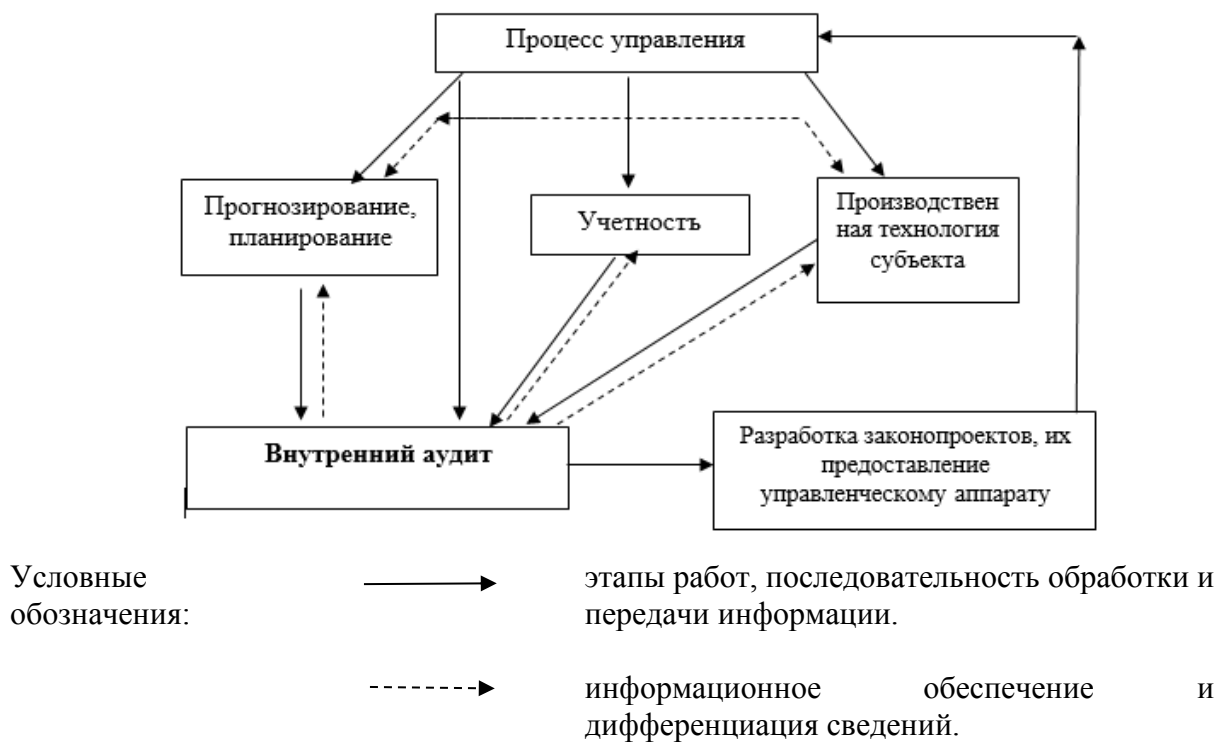 Процесс управления
Прогнозирование,
планирование
Учетность
Производствен
ная технология
субъекта
Внутренний аудит
Разработка законопроектов, их
предоставление
управленческому аппарату
Условные
обозначения:
этапы работ, последовательность обработки и
передачи информации.
информационное обеспечение и
дифференциация сведений.